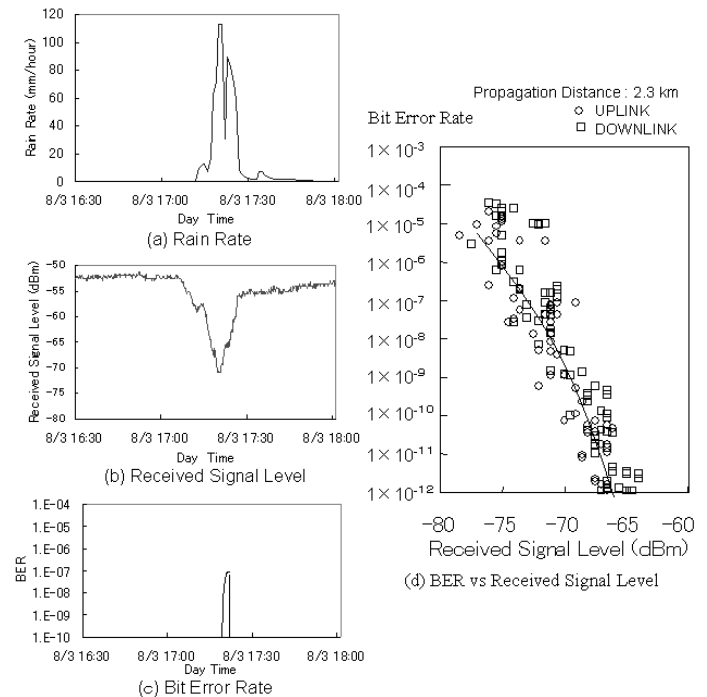 120
100
80
60
40
20
0
Rain Rate (mm/hour)
8/3 16:30 8/3 17:00 8/3 17:30 8/3 18:00
Day Time
(a) Rain Rate
-50
-55
-60
-65
-70
-75
-80
Received Signal Level (dBm)
8/3 16:30 8/3 17:00 8/3 17:30 8/3 18:00
Day Time
(b) Received Signal Level
1.E-04
1.E-05
1.E-06
1.E-07
1.E-08
1.E-09
1.E-10
BER
8/3 16:30 8/3 17:00 8/3 17:30 8/3 18:00
Day Time
(c) Bit Error Rate
Propagation Distance : 2.3 km
UPLINK
DOWNLINK
Bit Error Rate
1×10-3
1×10-4
1×10-5
1×10-6
1×10-7
1×10-8
1×10-9
1×10-10
1×10-11
1×10-12
-80 -75 -70 -65 -60
Received Signal Level (dBm)
(d) BER vs Received Signal Level